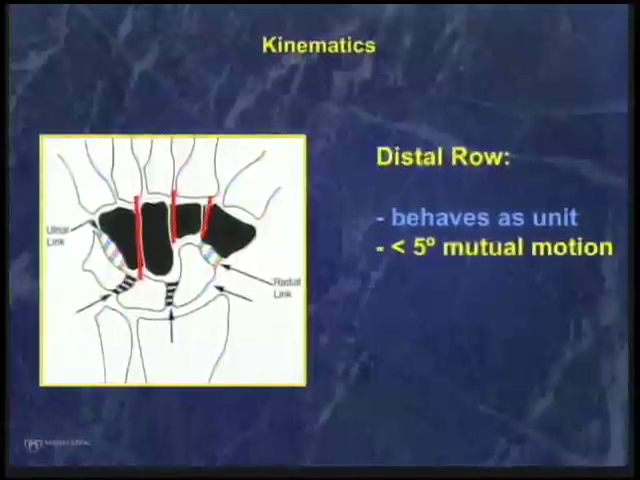 Kinematics
Distal Row:
- behaves as unit
- < 5º mutual motion
Ulnar
Link
Radial
Link